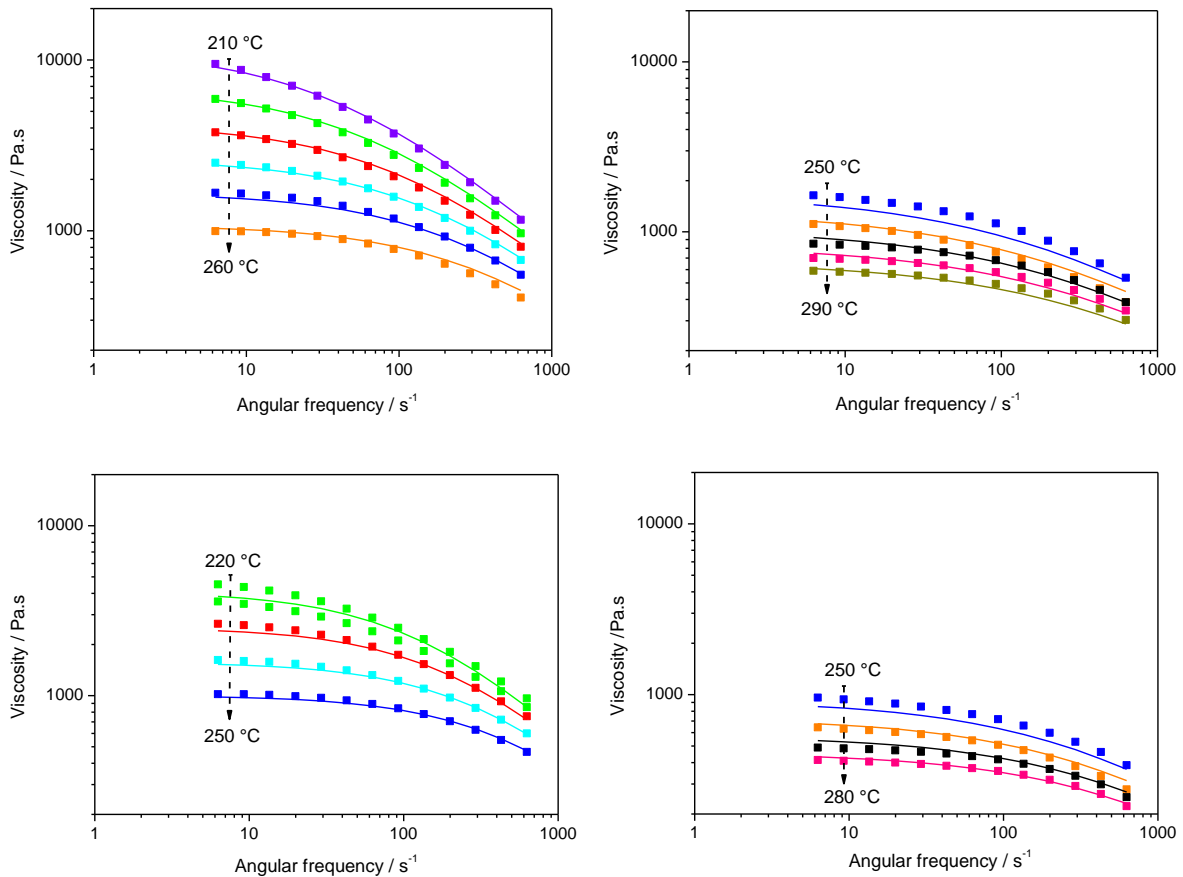 10000
1000
Viscosity / Pa.s
210 °C
260 °C
1 10 100 1000
Angular frequency / s⁻¹
10000
1000
Viscosity / Pa.s
250 °C
290 °C
1 10 100 1000
Angular frequency / s⁻¹
10000
1000
Viscosity / Pa.s
220 °C
250 °C
1 10 100 1000
Angular frequency / s⁻¹
10000
1000
Viscosity /Pa.s
250 °C
280 °C
1 10 100 1000
Angular frequency / s⁻¹